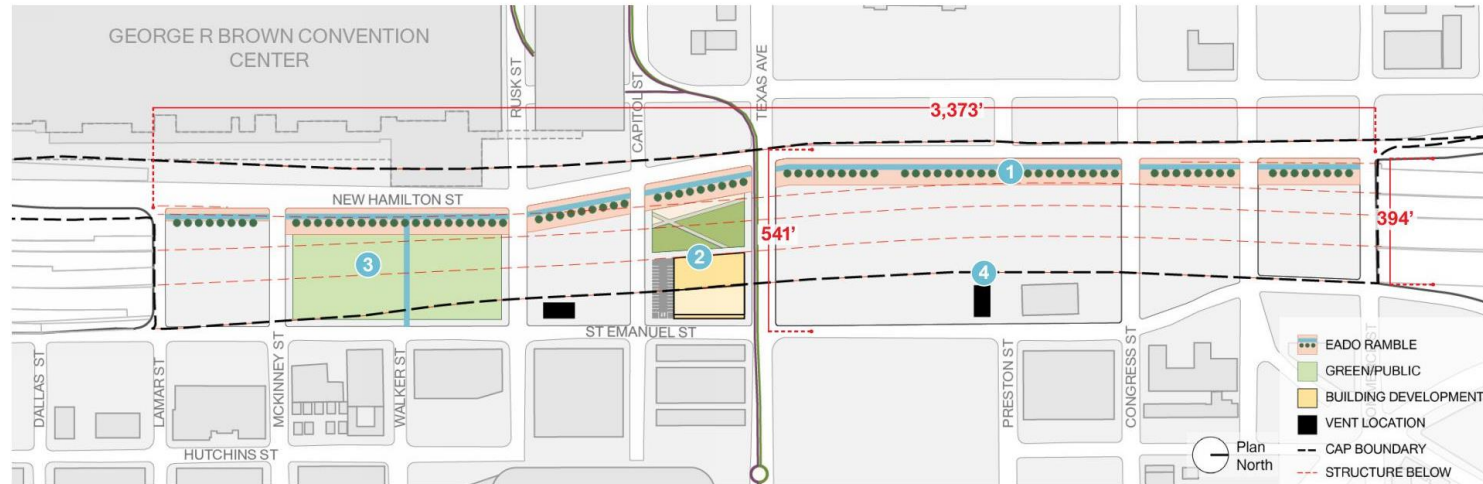 GEORGE R BROWN CONVENTION
CENTER
RUSK ST
CAPITOL ST
TEXAS AVE
3,373'
NEW HAMILTON ST
1
541'
394'
3
2
4
ST EMANUEL ST
DALLAS ST
LAMAR ST
MCKINNEY ST
WALKER ST
PRESTON ST
CONGRESS ST
HUTCHINS ST
EADO RAMBLE
GREEN/PUBLIC
BUILDING DEVELOPMENT
VENT LOCATION
CAP BOUNDARY
STRUCTURE BELOW
Plan
North